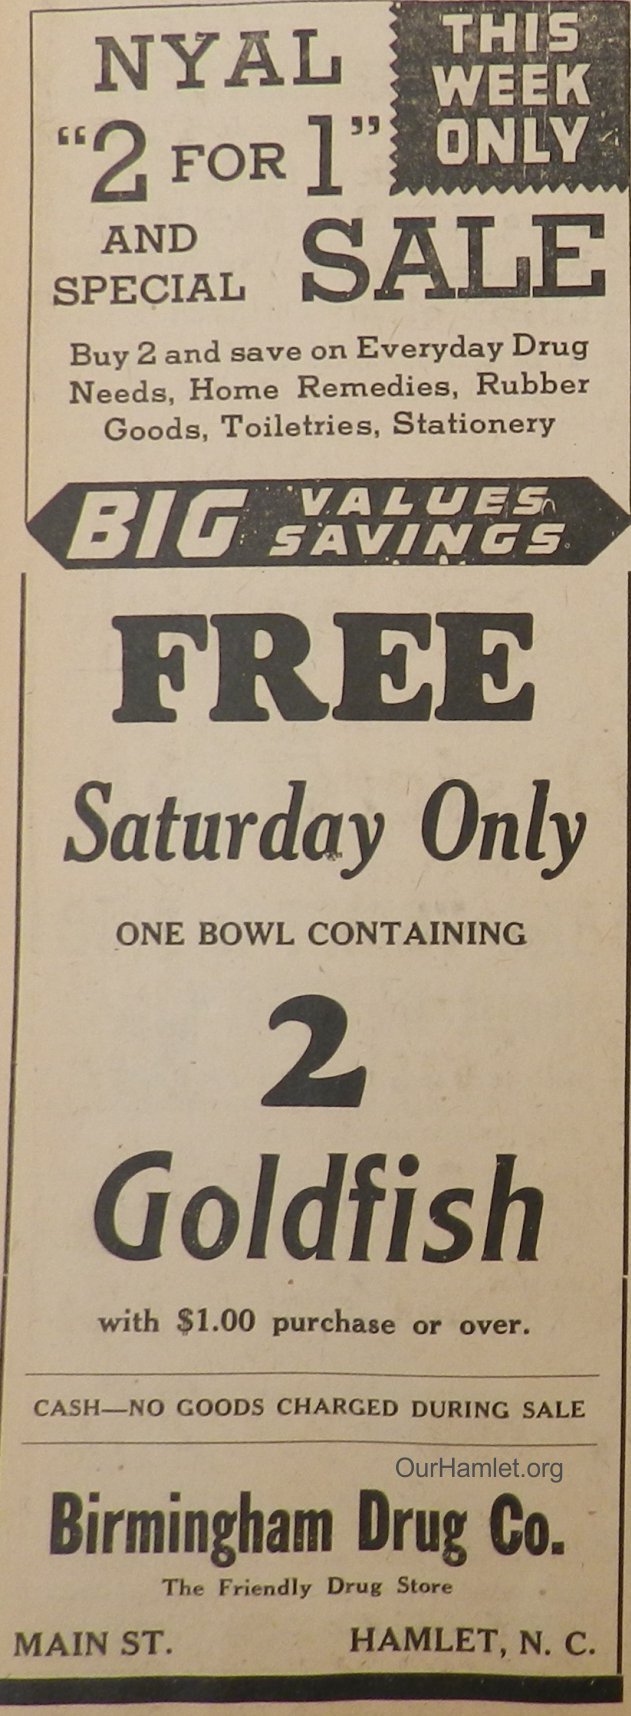 NYAL
THIS
WEEK
ONLY
“2 FOR 1”
AND
SPECIAL
SALE
Buy 2 and save on Everyday Drug
Needs, Home Remedies, Rubber
Goods, Toiletries, Stationery
BIG VALUES
SAVINGS
FREE
Saturday Only
ONE BOWL CONTAINING
2
Goldfish
with $1.00 purchase or over.
CASH—NO GOODS CHARGED DURING SALE
OurHamlet.org
Birmingham Drug Co.
The Friendly Drug Store
MAIN ST. HAMLET, N. C.